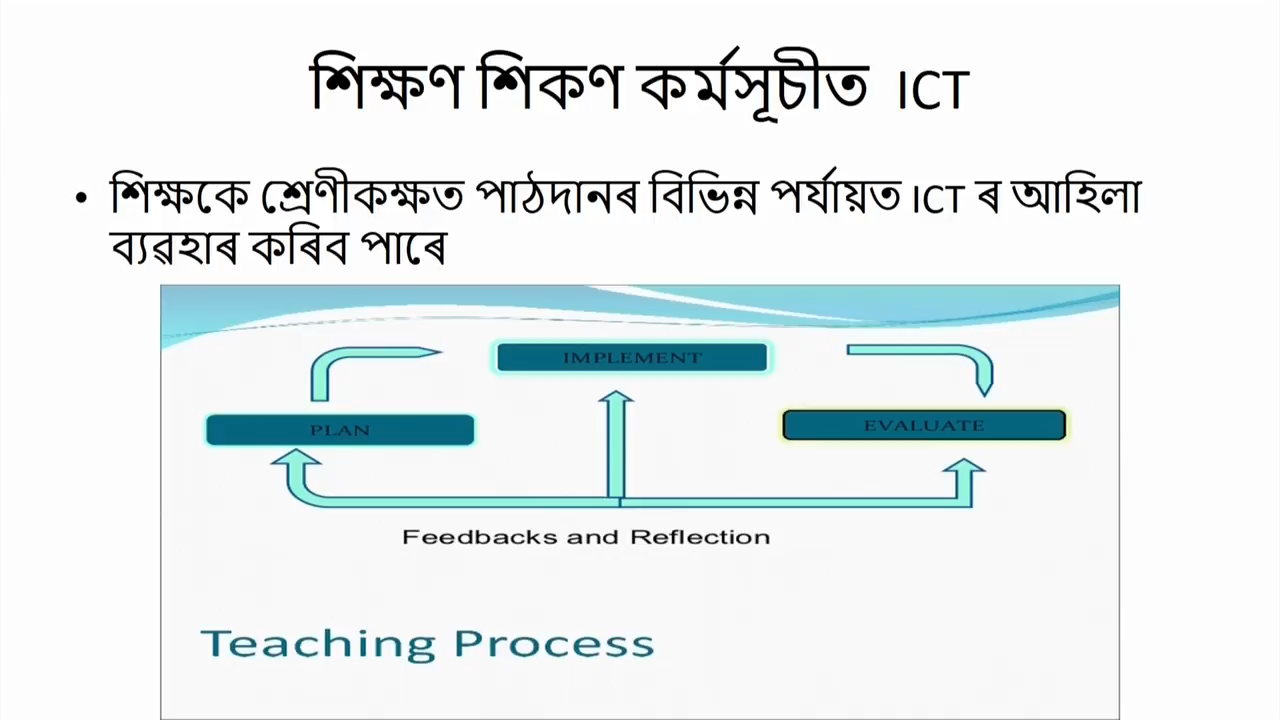 শিক্ষণ শিকণ কৰ্মসূচীত ICT
• শিক্ষকে শ্ৰেণীকক্ষত পাঠদানৰ বিভিন্ন পৰ্যায়ত ICT ৰ আহিলা
ব্যৱহাৰ কৰিব পাৰে
IMPLEMENT
PLAN
EVALUATE
Feedbacks and Reflection
Teaching Process